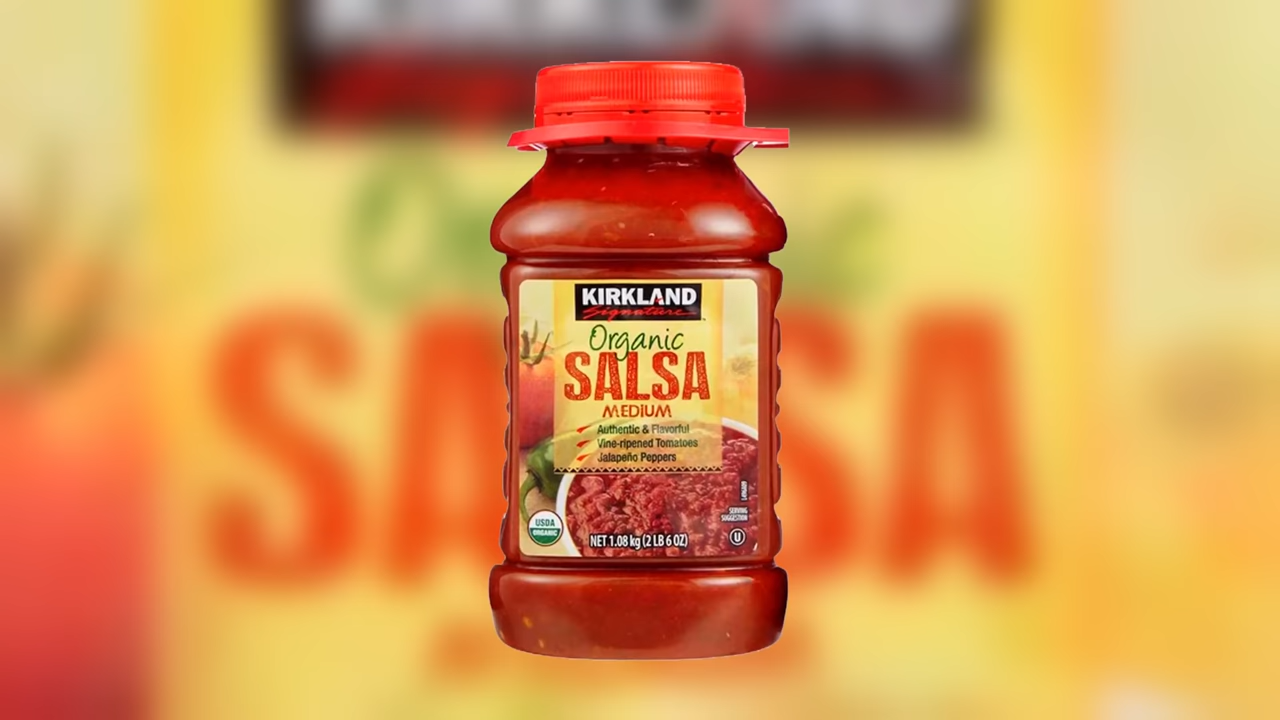 KIRKLAND
Signature
Organic
SALSA
MEDIUM
Authentic & Flavorful
Vine-ripened Tomatoes
Jalapeño Peppers
SERVING
SUGGESTION
USDA
ORGANIC
NET 1.08 kg (2 LB 6 OZ)
U